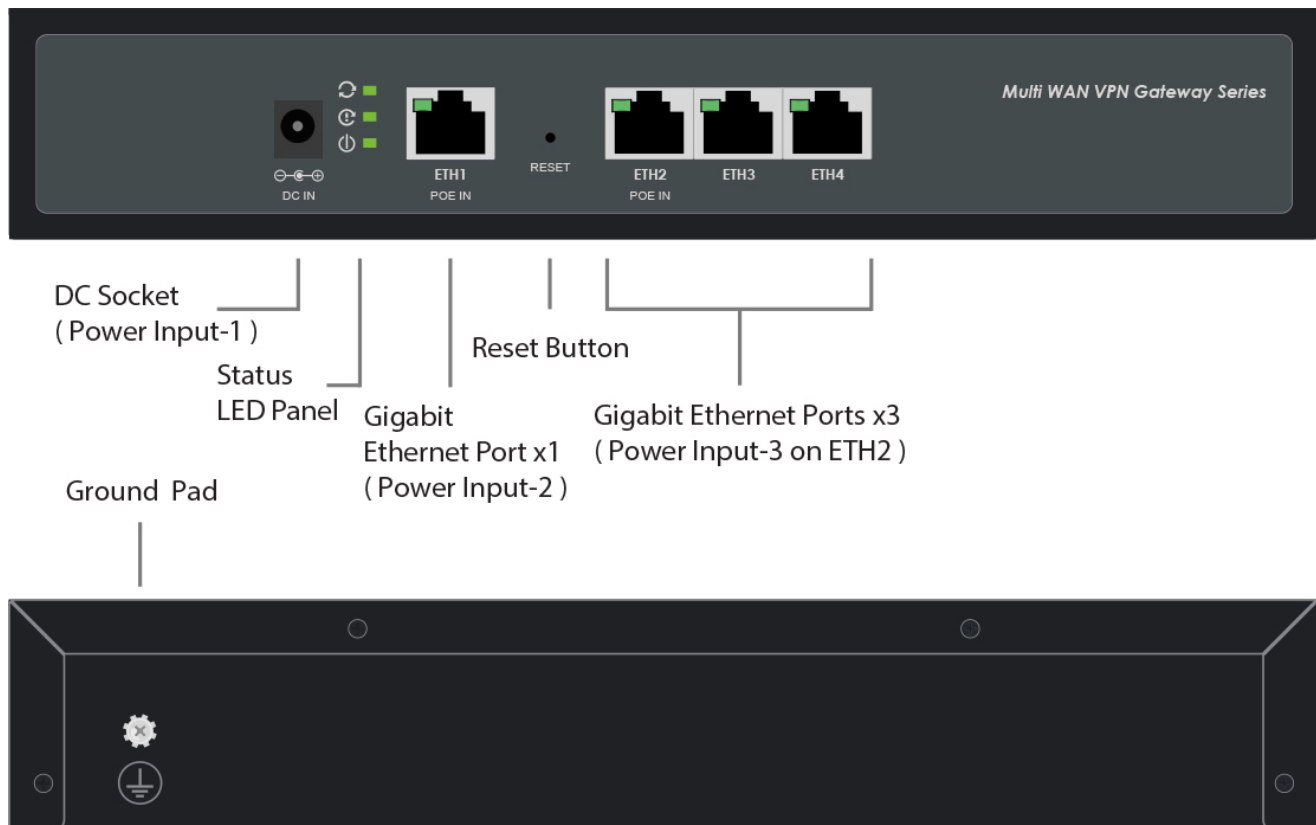 Multi WAN VPN Gateway Series
ETH1
RESET
ETH2
ETH3
ETH4
DC IN
POE IN
POE IN
DC Socket
( Power Input-1 )
Status
LED Panel
Gigabit
Ethernet Port x1
( Power Input-2 )
Reset Button
Gigabit Ethernet Ports x3
( Power Input-3 on ETH2 )
Ground Pad